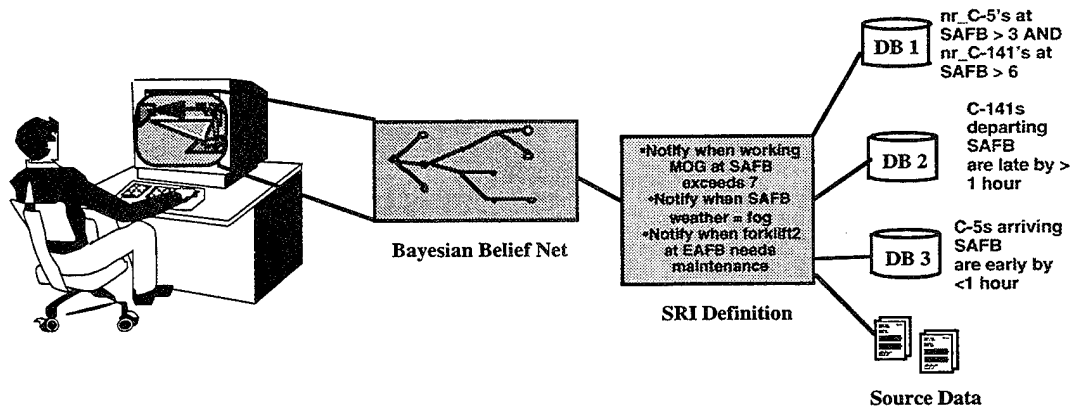 nr_C-5's at
SAFB > 3 AND
nr_C-141's at
SAFB > 6
DB 1
C-141s
departing
SAFB
are late by >
1 hour
DB 2
•Notify when working
MOG at SAFB
exceeds 7
•Notify when SAFB
weather = fog
•Notify when forklift2
at EAFB needs
maintenance
Bayesian Belief Net
C-5s arriving
SAFB
are early by
<1 hour
DB 3
SRI Definition
Source Data